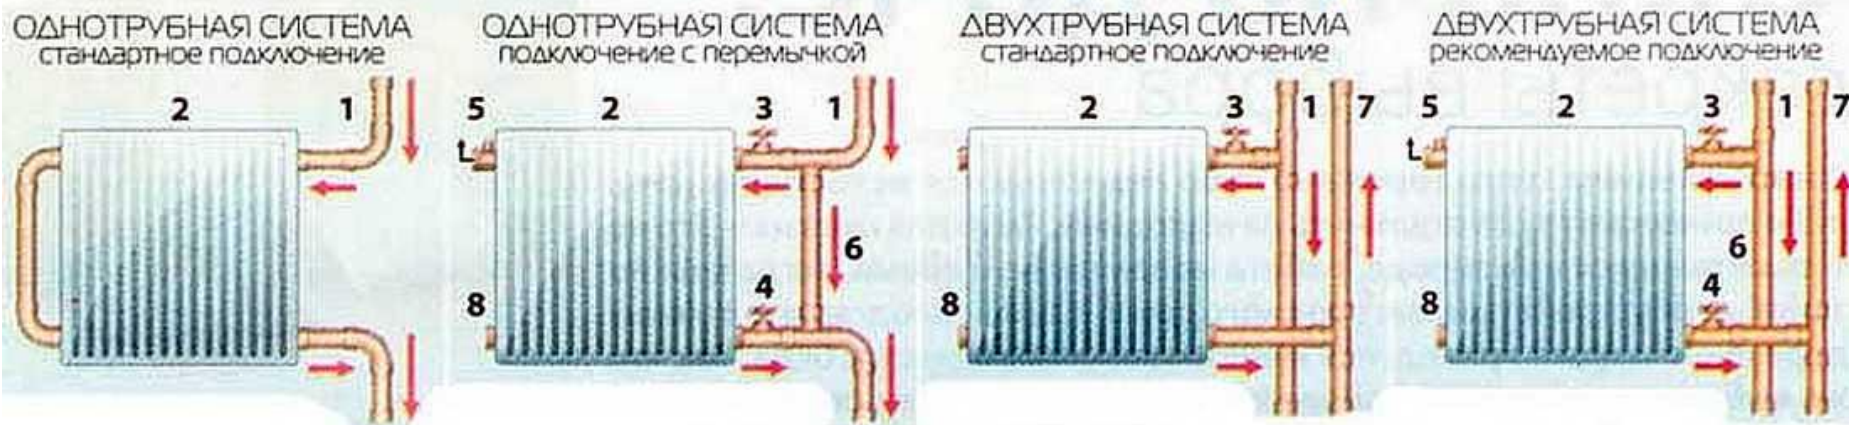 ОДНОТРУБНАЯ СИСТЕМА
стандартное подключение
2 1
ОДНОТРУБНАЯ СИСТЕМА
подключение с перемычкой
5 2 3 1
6
4
8
ДВУХТРУБНАЯ СИСТЕМА
стандартное подключение
2 3 1 7
8
ДВУХТРУБНАЯ СИСТЕМА
рекомендуемое подключение
5 2 3 1 7
6
4
8